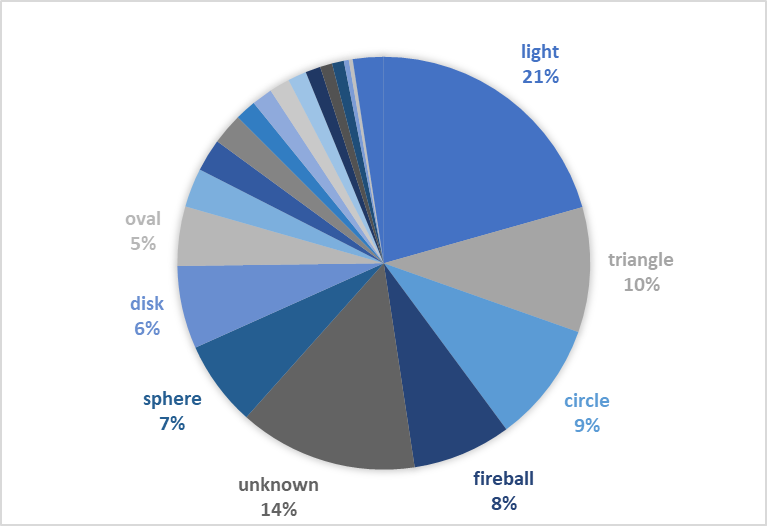 light
21%
triangle
10%
circle
9%
fireball
8%
unknown
14%
sphere
7%
disk
6%
oval
5%